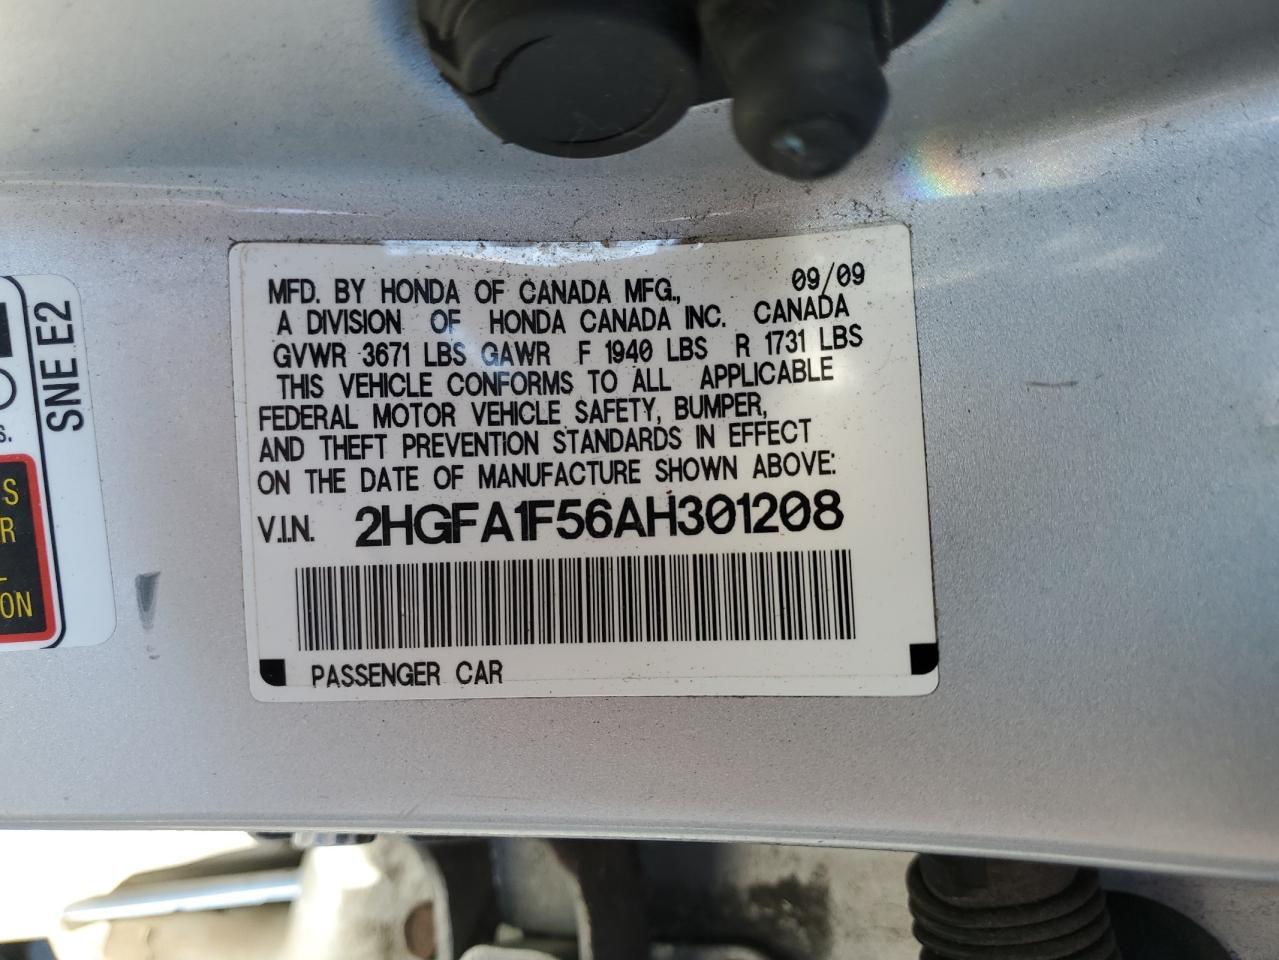 MFD. BY HONDA OF CANADA MFG., 09/09
A DIVISION OF HONDA CANADA INC. CANADA
GVWR 3671 LBS GAWR F 1940 LBS R 1731 LBS
THIS VEHICLE CONFORMS TO ALL APPLICABLE
FEDERAL MOTOR VEHICLE SAFETY, BUMPER,
AND THEFT PREVENTION STANDARDS IN EFFECT
ON THE DATE OF MANUFACTURE SHOWN ABOVE:
V.I.N. 2HGFA1F56AH301208
PASSENGER CAR
SNE E2